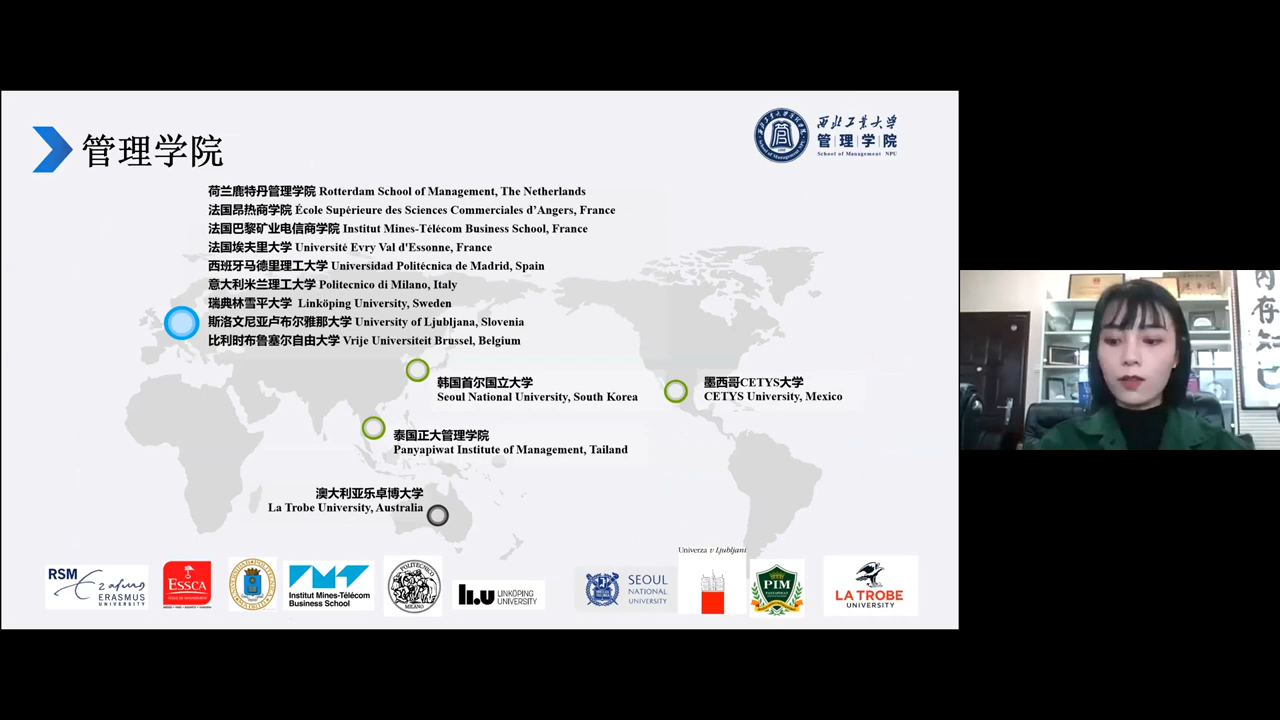 管理学院
西北工业大学
管理学院
School of Management NPU
荷兰鹿特丹管理学院 Rotterdam School of Management, The Netherlands
法国昂热商学院 École Supérieure des Sciences Commerciales d’Angers, France
法国巴黎矿业电信商学院 Institut Mines-Télécom Business School, France
法国埃夫里大学 Université Evry Val d'Essonne, France
西班牙马德里理工大学 Universidad Politécnica de Madrid, Spain
意大利米兰理工大学 Politecnico di Milano, Italy
瑞典林雪平大学 Linköping University, Sweden
斯洛文尼亚卢布尔雅那大学 University of Ljubljana, Slovenia
比利时布鲁塞尔自由大学 Vrije Universiteit Brussel, Belgium
韩国首尔国立大学
Seoul National University, South Korea
墨西哥CETYS大学
CETYS University, Mexico
泰国正大管理学院
Panyapiwat Institute of Management, Tailand
澳大利亚乐卓博大学
La Trobe University, Australia
RSM
Erasmus
ERASMUS
UNIVERSITY
ESSCA
Institut Mines-Télécom
Business School
POLITECNICO
MILANO
LINKÖPING
UNIVERSITY
SEOUL
NATIONAL
UNIVERSITY
Univerza v Ljubljani
PIM
LA TROBE
UNIVERSITY
内存知己